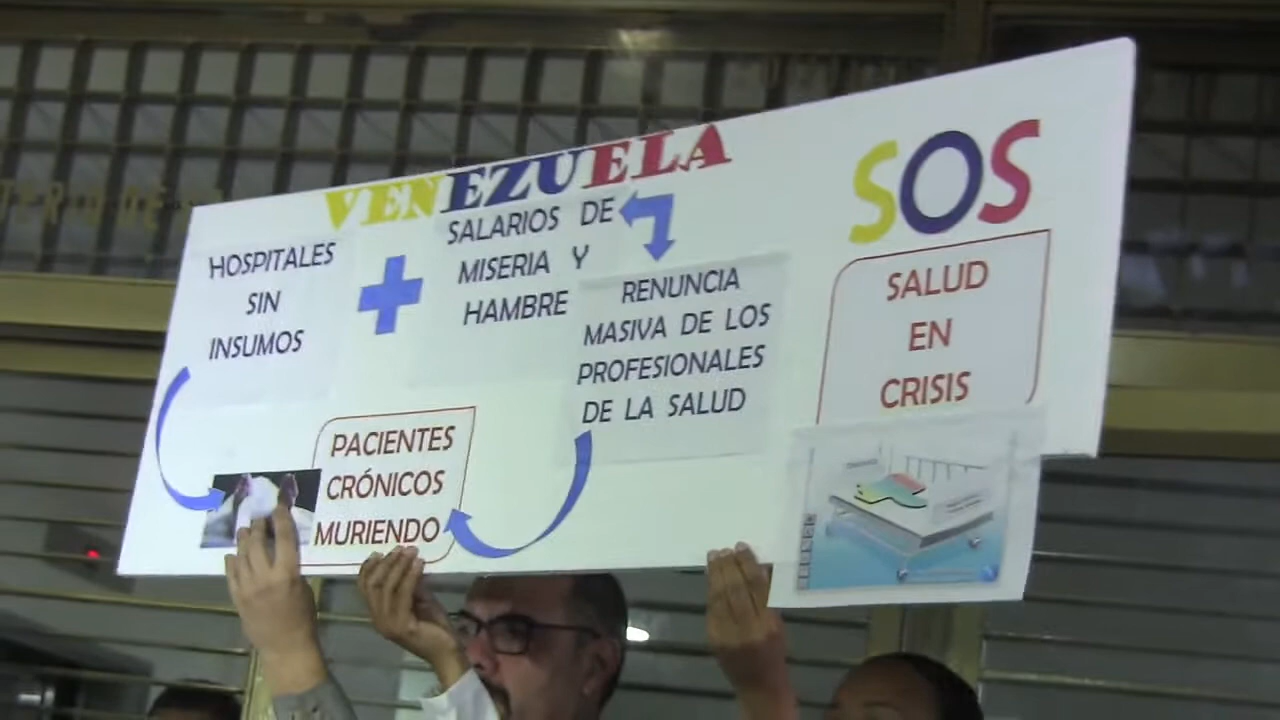 VENEZUELA
HOSPITALES
SIN
INSUMOS
SALARIOS DE
MISERIA Y
HAMBRE
RENUNCIA
MASIVA DE LOS
PROFESIONALES
DE LA SALUD
PACIENTES
CRÓNICOS
MURIENDO
SOS
SALUD
EN
CRISIS